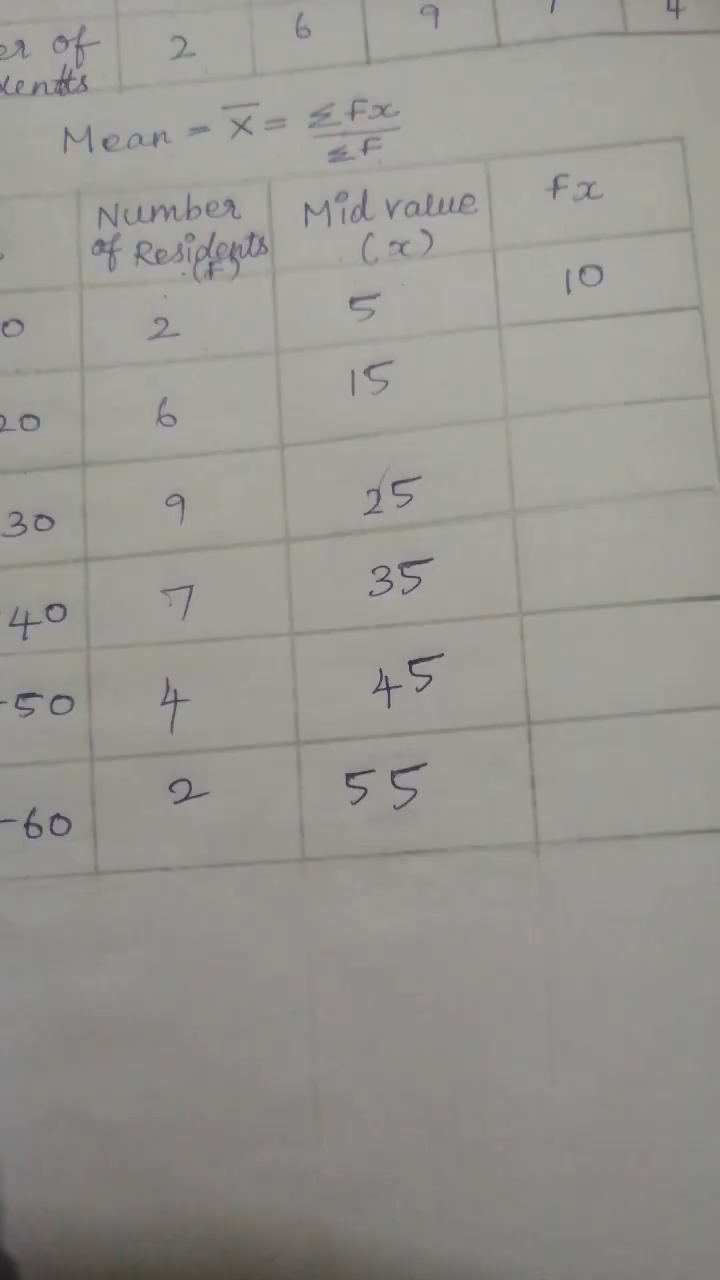 er of 2 6 9 4
dents
Mean = x̄ = Σfx / Σf
Number of Residents (F) Mid value (x) Fx
0 2 5 10
20 6 15
30 9 25
40 7 35
-50 4 45
-60 2 55